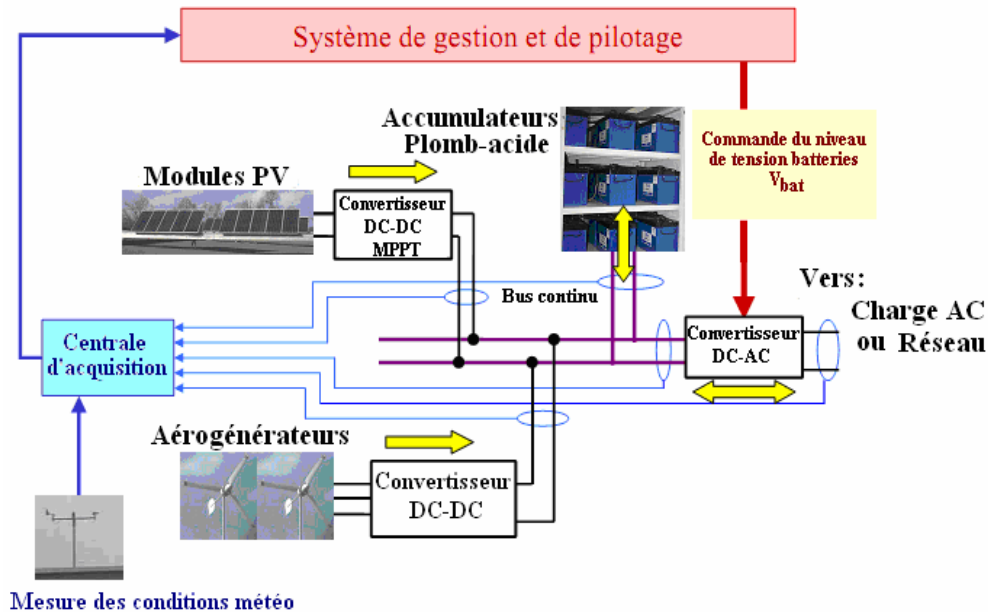 Système de gestion et de pilotage
Accumulateurs
Plomb-acide
Commande du niveau
de tension batteries
Vbat
Modules PV
Convertisseur
DC-DC
MPPT
Bus continu
Vers:
Charge AC
ou Réseau
Centrale
d'acquisition
Convertisseur
DC-AC
Aérogénérateurs
Convertisseur
DC-DC
Mesure des conditions météo